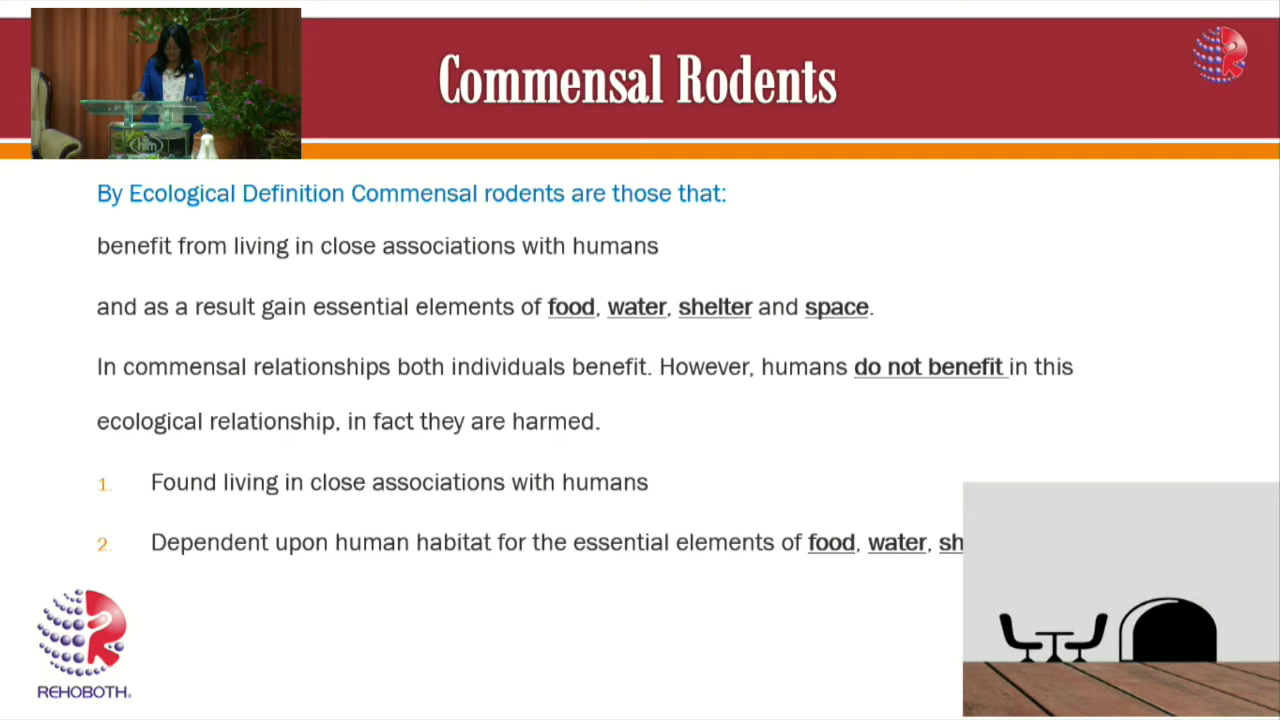 Commensal Rodents
him
By Ecological Definition Commensal rodents are those that:
benefit from living in close associations with humans
and as a result gain essential elements of food, water, shelter and space.
In commensal relationships both individuals benefit. However, humans do not benefit in this
ecological relationship, in fact they are harmed.
1. Found living in close associations with humans
2. Dependent upon human habitat for the essential elements of food, water, sh
REHOBOTH